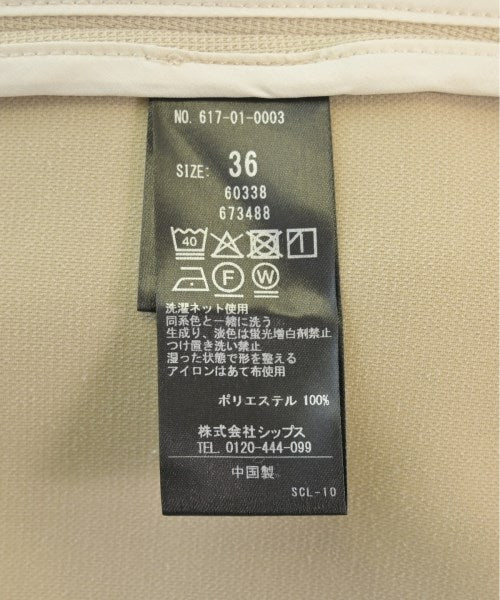 NO. 617-01-0003
SIZE: 36
60338
673488
40
F W
洗濯ネット使用
同系色と一緒に洗う
生成り、淡色は蛍光増白剤禁止
つけ置き洗い禁止
湿った状態で形を整える
アイロンはあて布使用
ポリエステル 100%
株式会社シップス
TEL. 0120-444-099
中国製
SCL-10